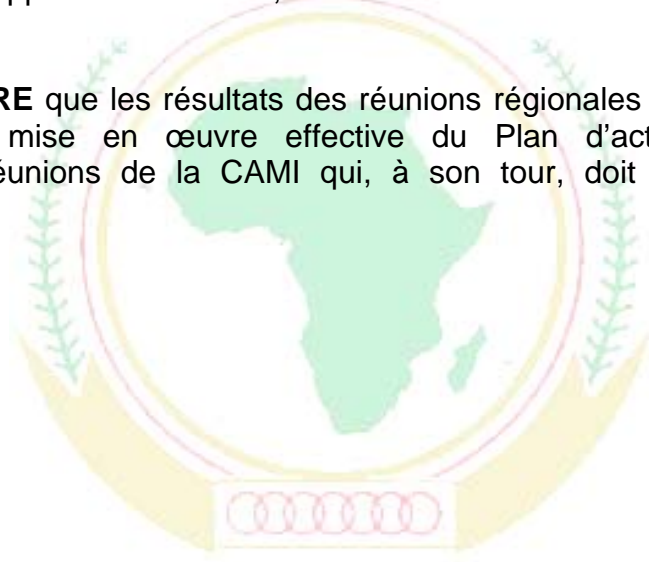 RE que les résultats des réunions régionales
mise en œuvre effective du Plan d'act
éunions de la CAMI qui, à son tour, doit